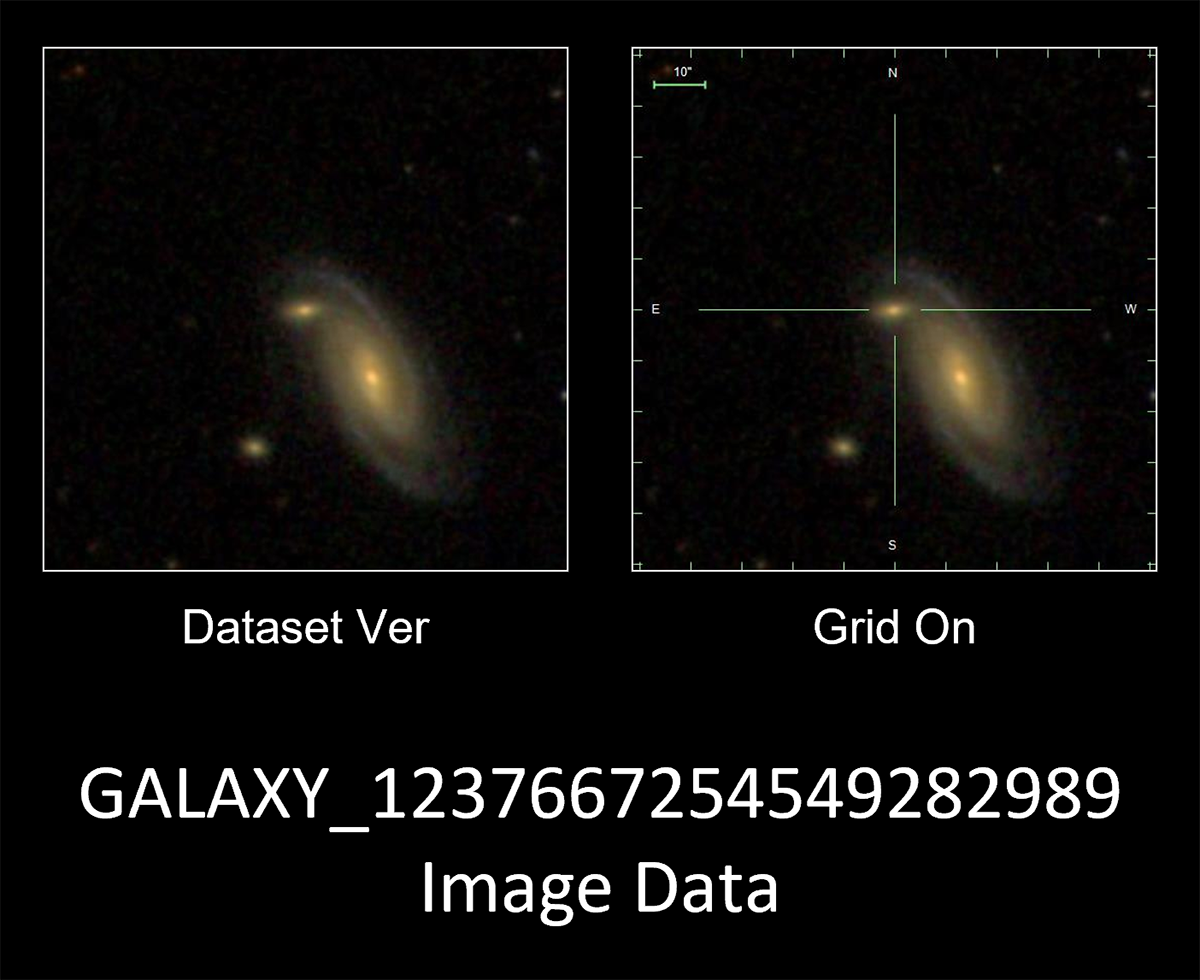 10"
N
E
W
S
Dataset Ver
Grid On
GALAXY_1237667254549282989
Image Data